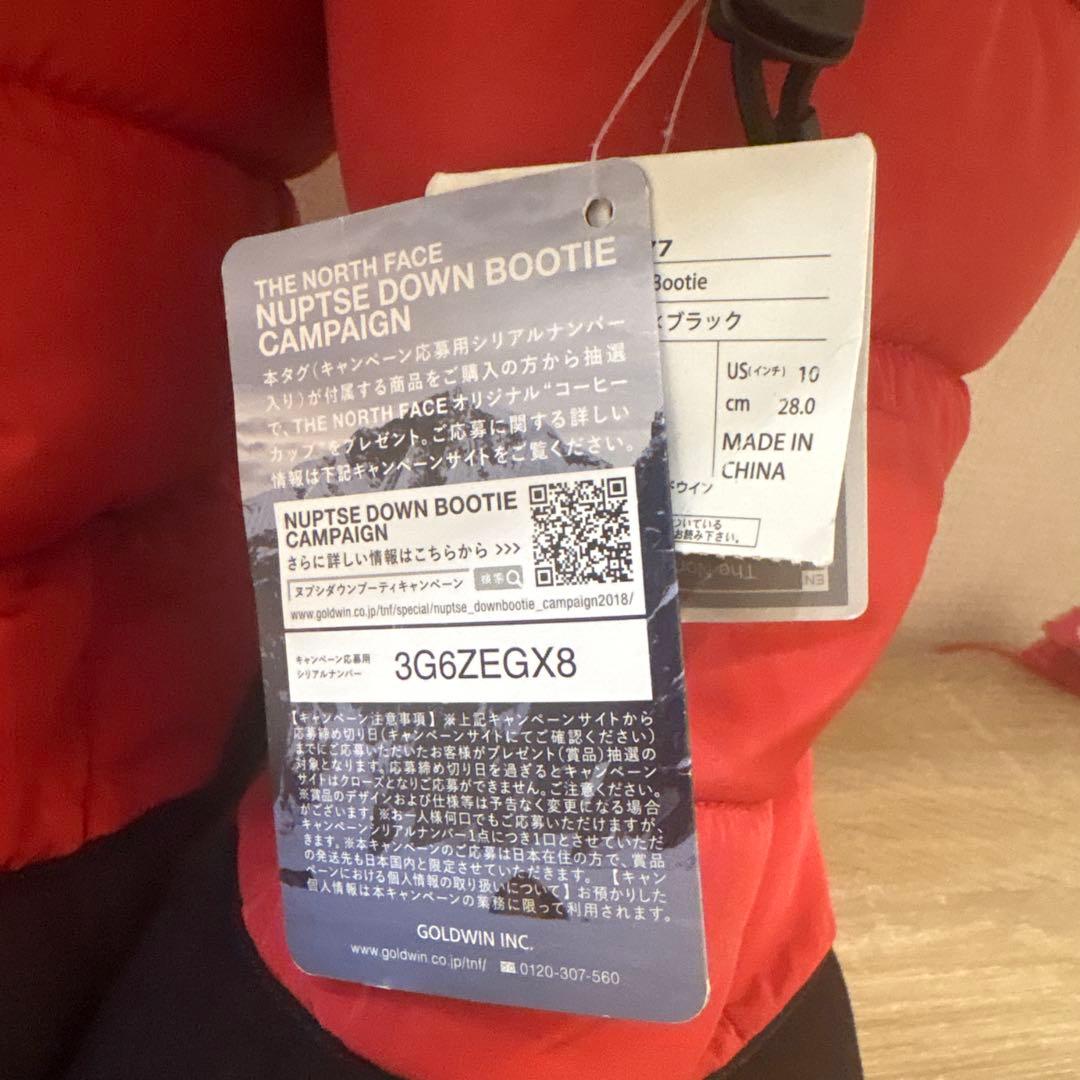 THE NORTH FACE
NUPTSE DOWN BOOTIE
CAMPAIGN
本タグ(キャンペーン応募用シリアルナンバー
入り)が付属する商品をご購入の方から抽選
で、THE NORTH FACE オリジナル“コーヒー
カップ”をプレゼント。ご応募に関する詳しい
情報は下記キャンペーンサイトをご覧ください。
NUPTSE DOWN BOOTIE
CAMPAIGN
さらに詳しい情報はこちらから >>>
ヌプシダウンブーティキャンペーン 検索
www.goldwin.co.jp/tnf/special/nuptse_downbootie_campaign2018/
キャンペーン応募用
シリアルナンバー
3G6ZEGX8
【キャンペーン注意事項】※上記キャンペーンサイトから
応募締め切り日(キャンペーンサイトにてご確認ください)
までにご応募いただいたお客様がプレゼント(賞品)抽選の
対象となります。応募締め切り日を過ぎるとキャンペーン
サイトはクローズとなりご応募ができません。ご注意ください。
※賞品のデザインおよび仕様等は予告なく変更になる場合
がございます。※お一人様何口でもご応募いただけますが、
キャンペーンシリアルナンバー1点につき1口とさせていただ
きます。※本キャンペーンのご応募は日本在住の方で、賞品
の発送先も日本国内と限定させていただきます。【キャン
ペーンにおける個人情報の取り扱いについて】お預かりした
個人情報は本キャンペーンの業務に限って利用されます。
GOLDWIN INC.
www.goldwin.co.jp/tnf/ 0120-307-560
77
Bootie
×ブラック
US(インチ) 10
cm 28.0
MADE IN
CHINA
ドウイン
ついている
お読み下さい。
The Nor
EN